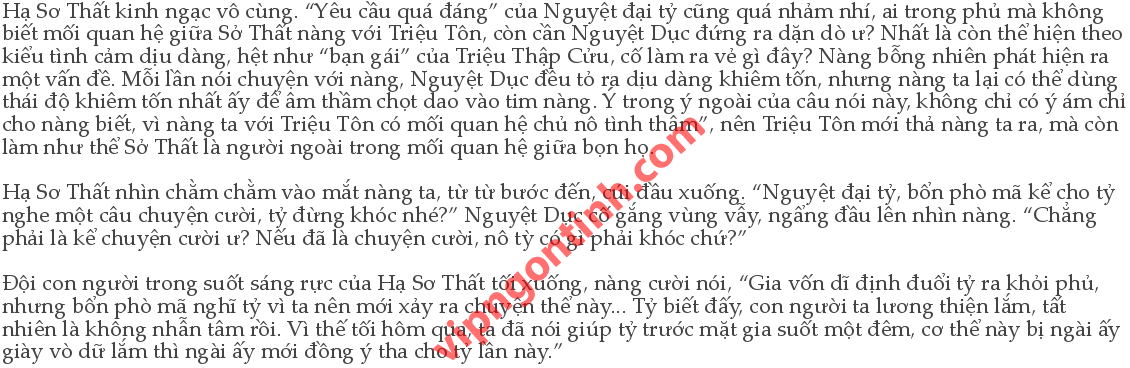 Hạ Sơ Thất kinh ngạc vô cùng. “Yêu cầu quá đáng” của Nguyệt đại tỷ cũng quá nhảm nhí, ai trong phủ mà không
biết mối quan hệ giữa Sở Thất nàng với Triệu Tôn, còn cần Nguyệt Dục đứng ra dặn dò ư? Nhất là còn thể hiện theo
kiểu tình cảm dịu dàng, hệt như “bạn gái” của Triệu Thập Cửu, cố làm ra vẻ gì đây? Nàng bỗng nhiên phát hiện ra
một vấn đề. Mỗi lần nói chuyện với nàng, Nguyệt Dục đều tỏ ra dịu dàng khiêm tốn, nhưng nàng ta lại có thể dùng
thái độ khiêm tốn nhất ấy để âm thầm chọt dao vào tim nàng. Ý trong ý ngoài của câu nói này, không chỉ có ý ám chỉ
cho nàng biết, vì nàng ta với Triệu Tôn có mối quan hệ chủ nô tình thâm”, nên Triệu Tôn mới thả nàng ta ra, mà còn
làm như thể Sở Thất là người ngoài trong mối quan hệ giữa bọn họ.
Hạ Sơ Thất nhìn chằm chằm vào mắt nàng ta, từ từ bước đến, cúi đầu xuống. “Nguyệt đại tỷ, bổn phò mã kể cho tỷ
nghe một câu chuyện cười, tỷ đừng khóc nhé?” Nguyệt Dục cố gắng vùng vẫy, ngẩng đầu lên nhìn nàng. “Chẳng
phải là kể chuyện cười ư? Nếu đã là chuyện cười, nô tỳ có gì phải khóc chứ?”
Đội con người trong suốt sáng rực của Hạ Sơ Thất tối xuống, nàng cười nói, “Gia vốn dĩ định đuổi tỷ ra khỏi phủ,
nhưng bổn phò mã nghĩ tỷ vì ta nên mới xảy ra chuyện thế này... Tỷ biết đấy, con người ta lương thiện lắm, tất
nhiên là không nhẫn tâm rồi. Vì thế tối hôm qua, ta đã nói giúp tỷ trước mặt gia suốt một đêm, cơ thể này bị ngài ấy
giày vò dữ lắm thì ngài ấy mới đồng ý tha cho tỷ lần này.”
vipngontinh.com